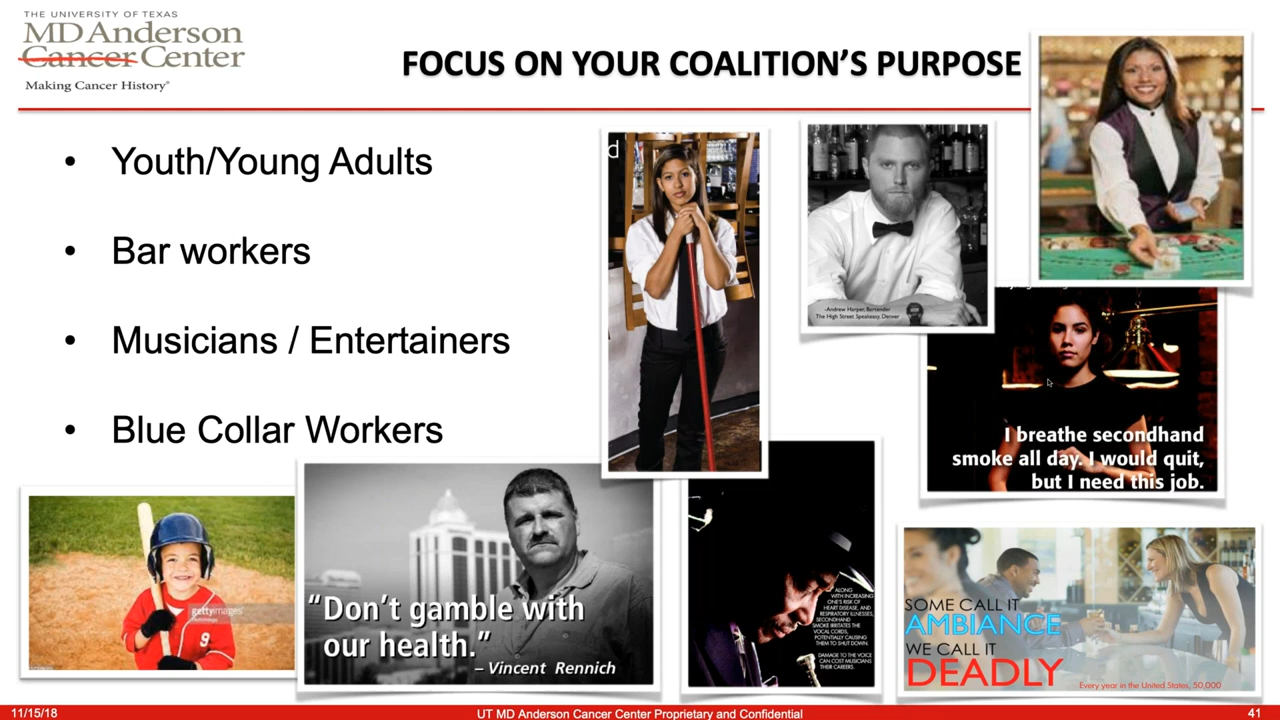 THE UNIVERSITY OF TEXAS
MD Anderson
Cancer Center
Making Cancer History®
FOCUS ON YOUR COALITION'S PURPOSE
• Youth/Young Adults
• Bar workers
• Musicians / Entertainers
• Blue Collar Workers
d
-Andrew Harper, Bartender
The High Street Speakeasy, Denver
I breathe secondhand
smoke all day. I would quit,
but I need this job.
gettyimages
9
"Don't gamble with
our health."
– Vincent Rennich
ALONG
WITH INCREASING
ONE'S RISK OF
HEART DISEASE, AND
RESPIRATORY ILLNESSES,
SECONDHAND
SMOKE IRRITATES THE
VOCAL CORDS,
POTENTIALLY CAUSING
THEM TO SHUT DOWN.
DAMAGE TO THE VOICE
CAN COST MUSICIANS
THEIR CAREERS.
SOME CALL IT
AMBIANCE
WE CALL IT
DEADLY
Every year in the United States, 50,000
11/15/18
UT MD Anderson Cancer Center Proprietary and Confidential
41